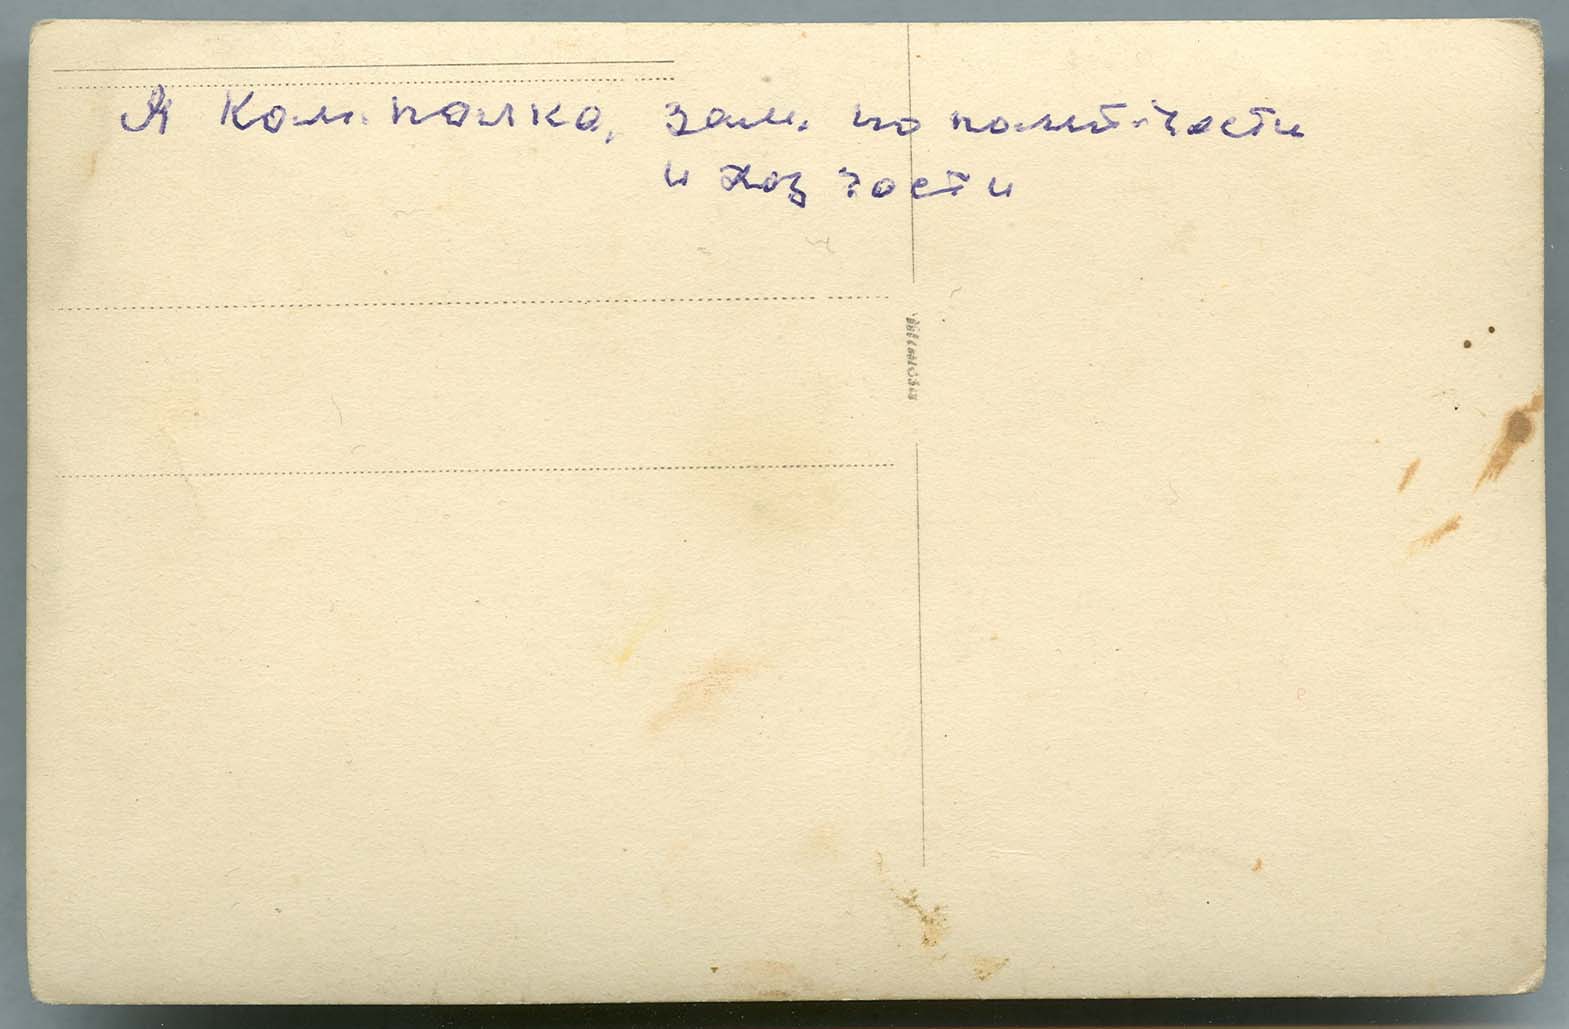 Я Ком. полка, зам. по полит-части
и хоз части